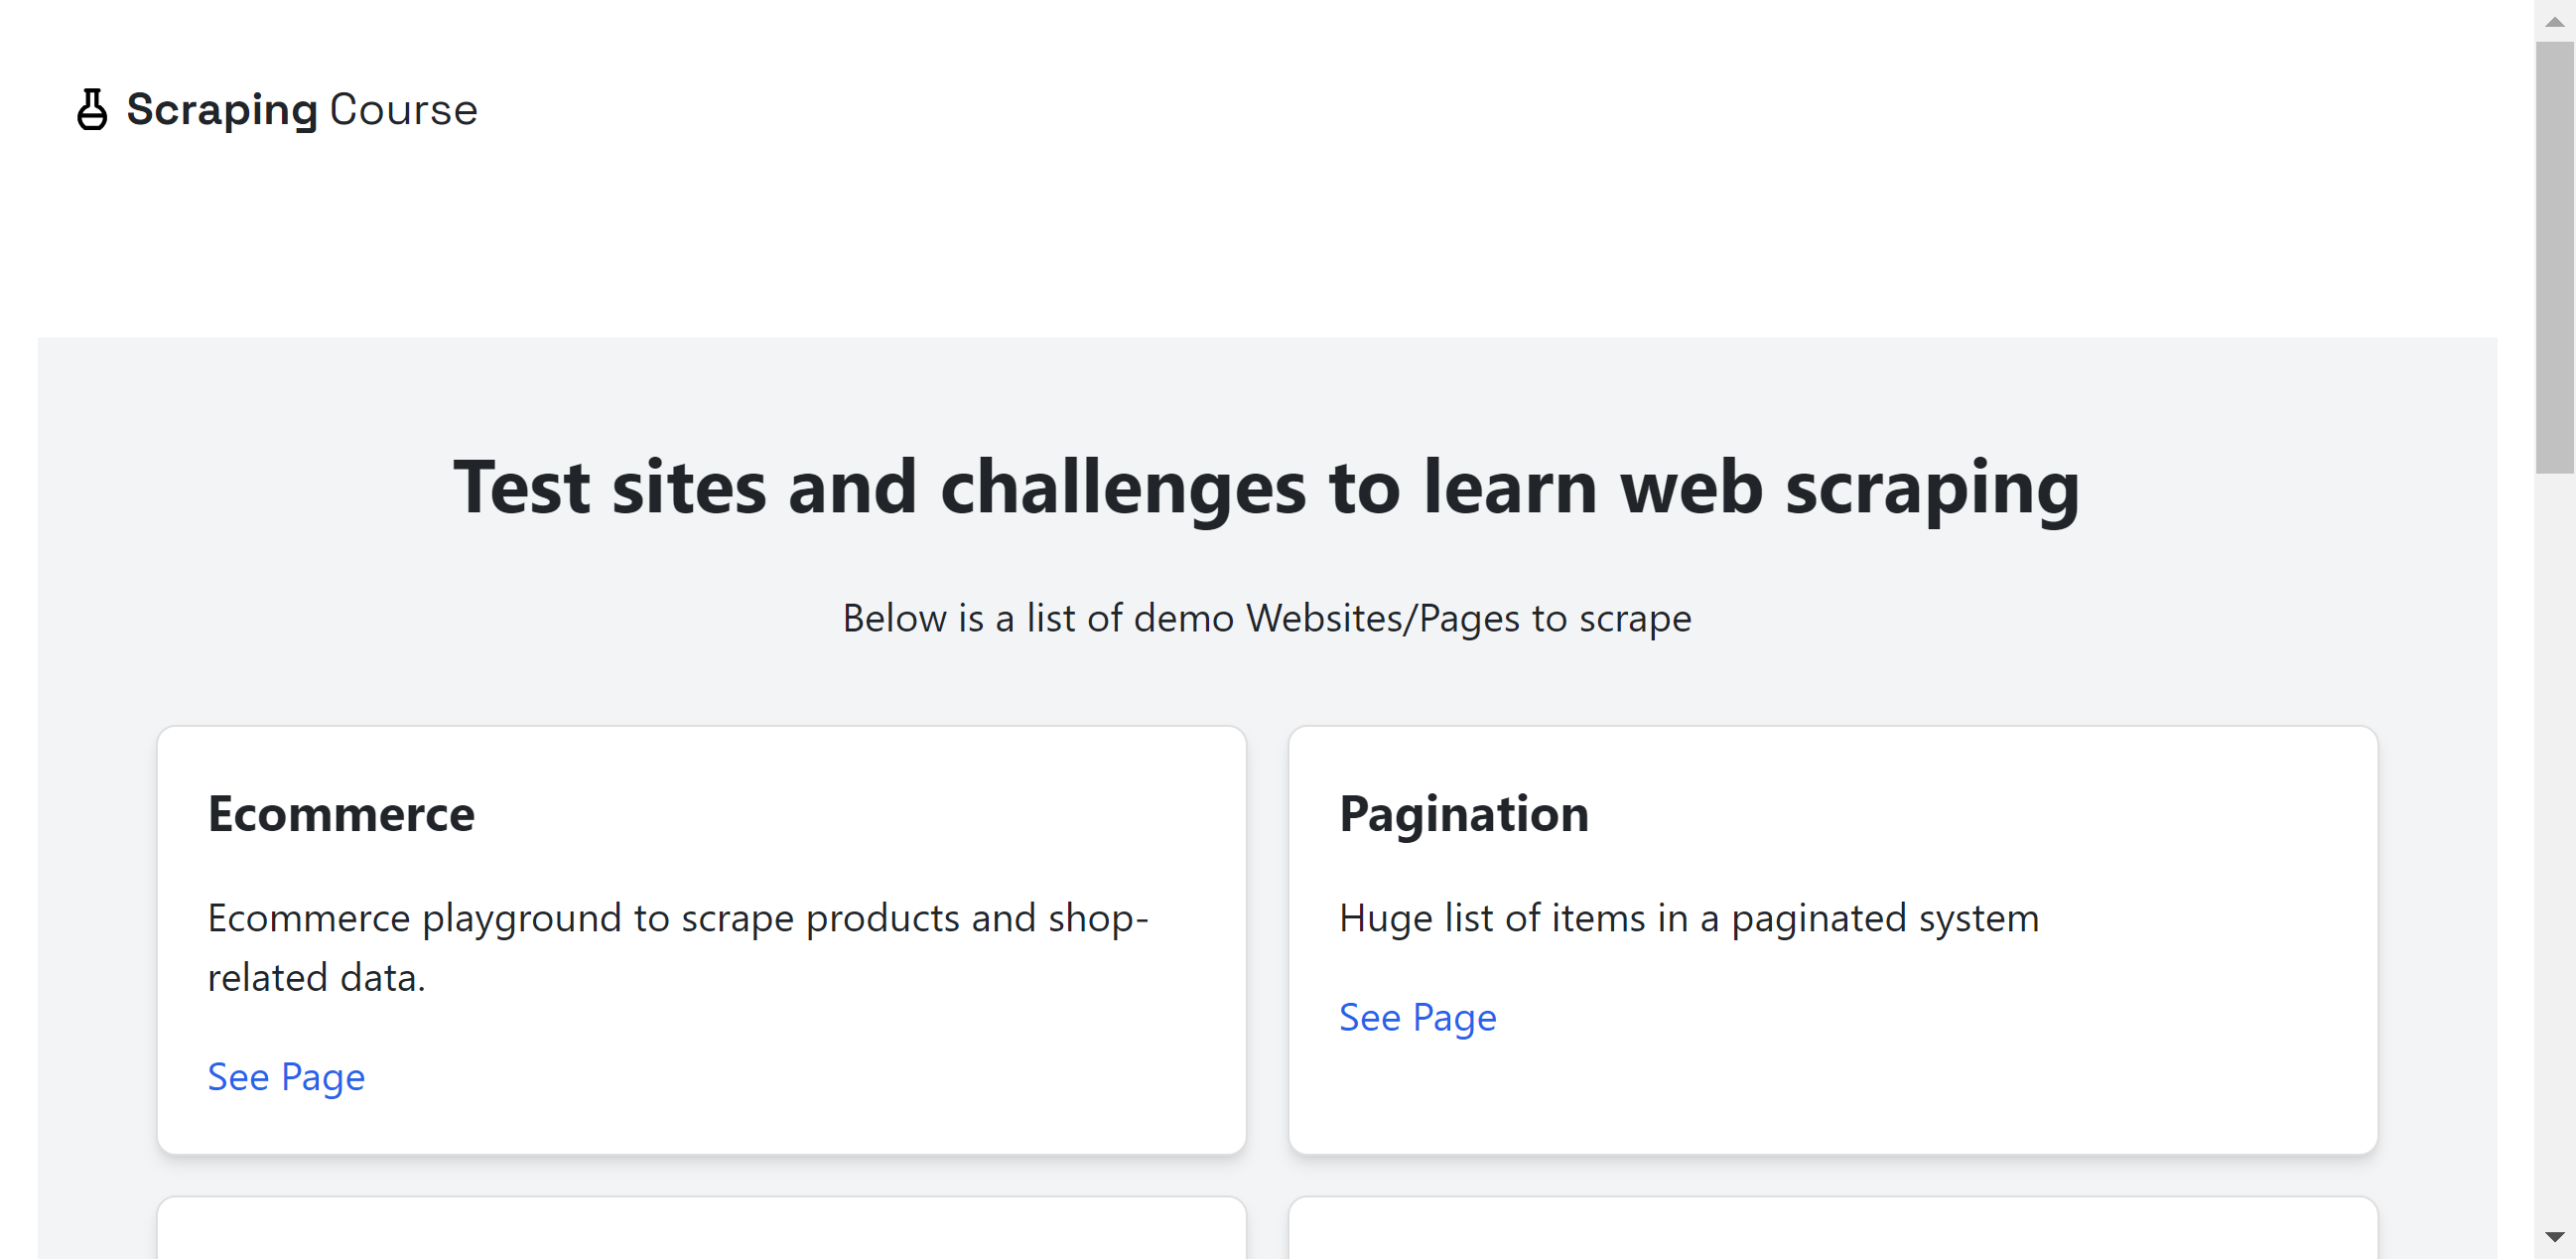 Scraping Course
Test sites and challenges to learn web scraping
Below is a list of demo Websites/Pages to scrape
Ecommerce
Ecommerce playground to scrape products and shop-
related data.
See Page
Pagination
Huge list of items in a paginated system
See Page